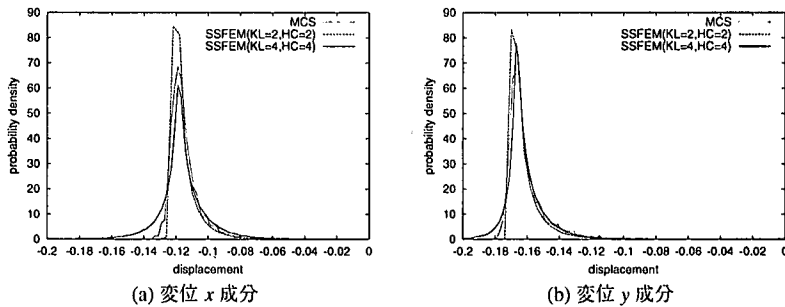 90
80
70
60
50
40
30
20
10
0
probability density
MCS
SSFEM(KL=2,HC=2)
SSFEM(KL=4,HC=4)
-0.2 -0.18 -0.16 -0.14 -0.12 -0.1 -0.08 -0.06 -0.04 -0.02 0
displacement
(a) 変位 x 成分
90
80
70
60
50
40
30
20
10
0
probability density
MCS
SSFEM(KL=2,HC=2)
SSFEM(KL=4,HC=4)
-0.2 -0.18 -0.16 -0.14 -0.12 -0.1 -0.08 -0.06 -0.04 -0.02 0
displacement
(b) 変位 y 成分